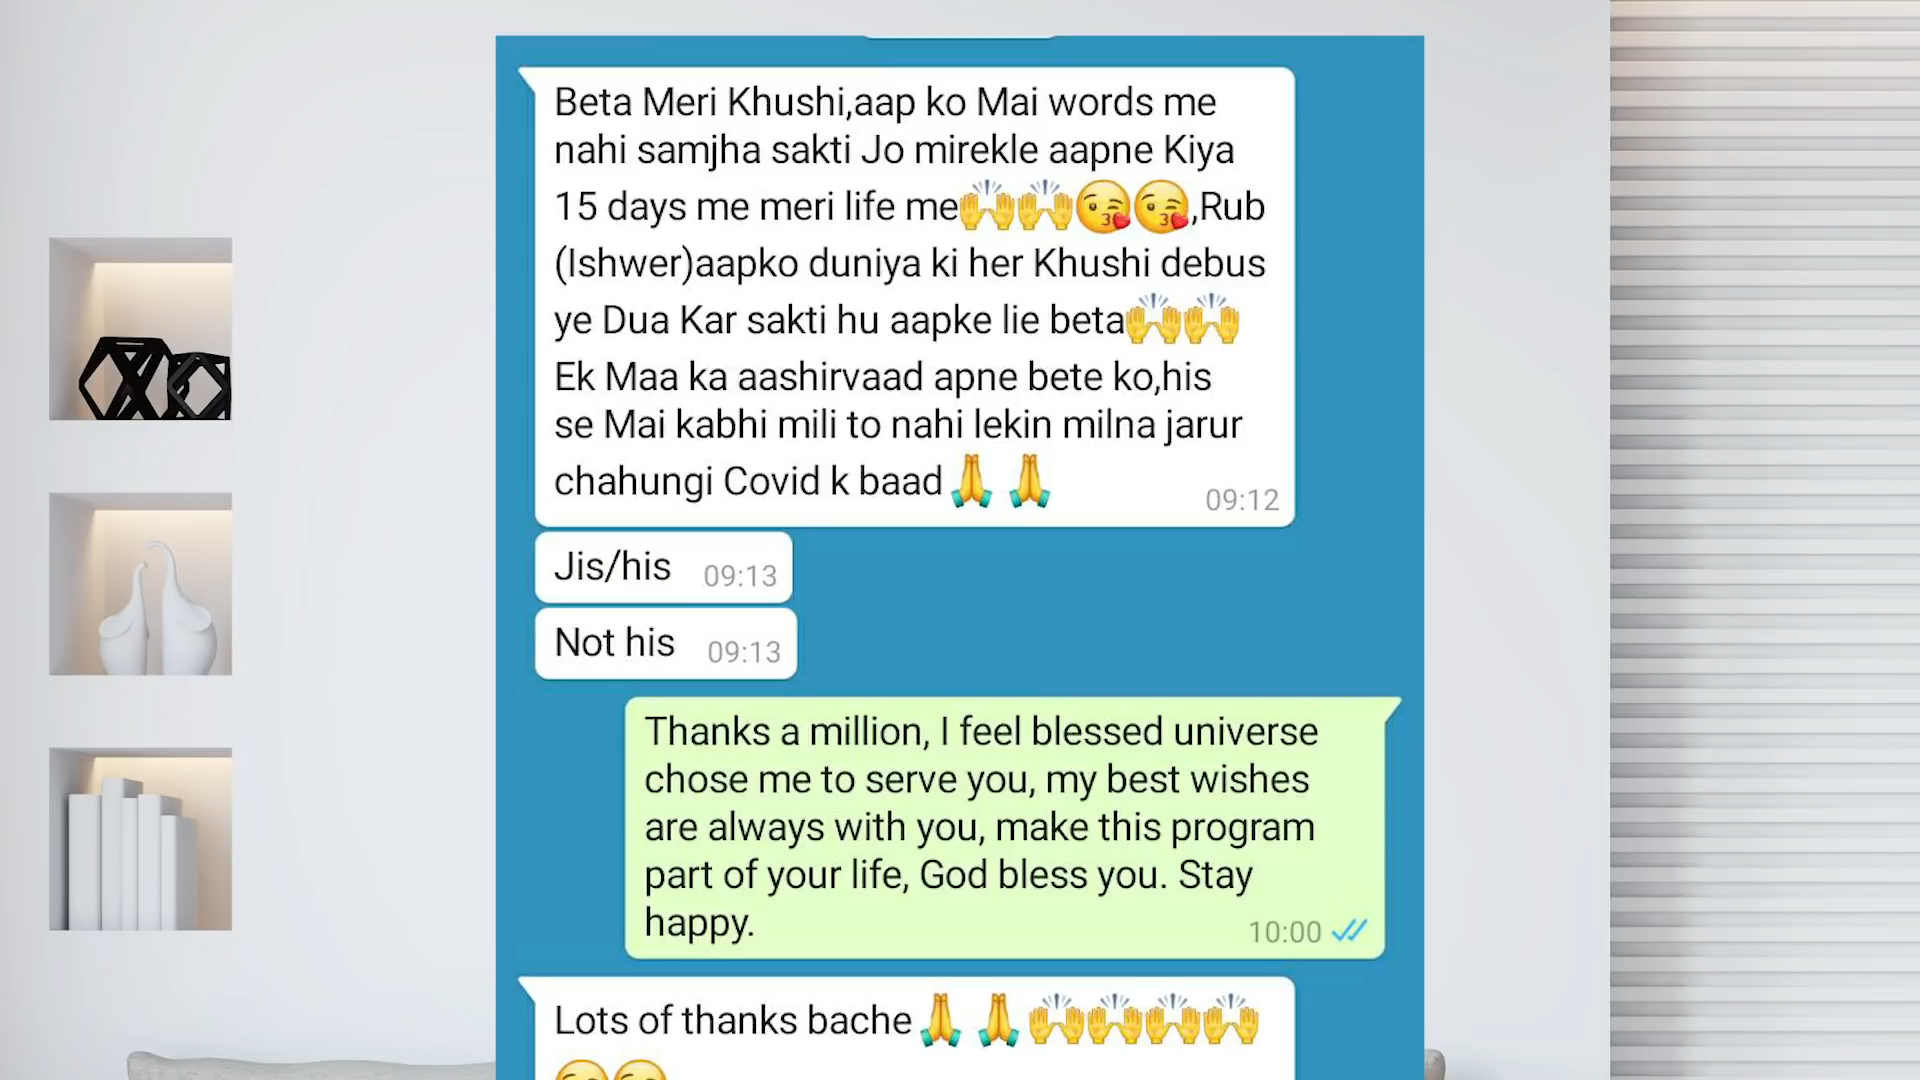 Beta Meri Khushi,aap ko Mai words me
nahi samjha sakti Jo mirekle aapne Kiya
15 days me meri life me🙌🙌😘😘,Rub
(Ishwer)aapko duniya ki her Khushi debus
ye Dua Kar sakti hu aapke lie beta🙌🙌
Ek Maa ka aashirvaad apne bete ko,his
se Mai kabhi mili to nahi lekin milna jarur
chahungi Covid k baad🙏 🙏
09:12
Jis/his 09:13
Not his 09:13
Thanks a million, I feel blessed universe
chose me to serve you, my best wishes
are always with you, make this program
part of your life, God bless you. Stay
happy.
10:00
Lots of thanks bache🙏 🙏🙌🙌🙌🙌